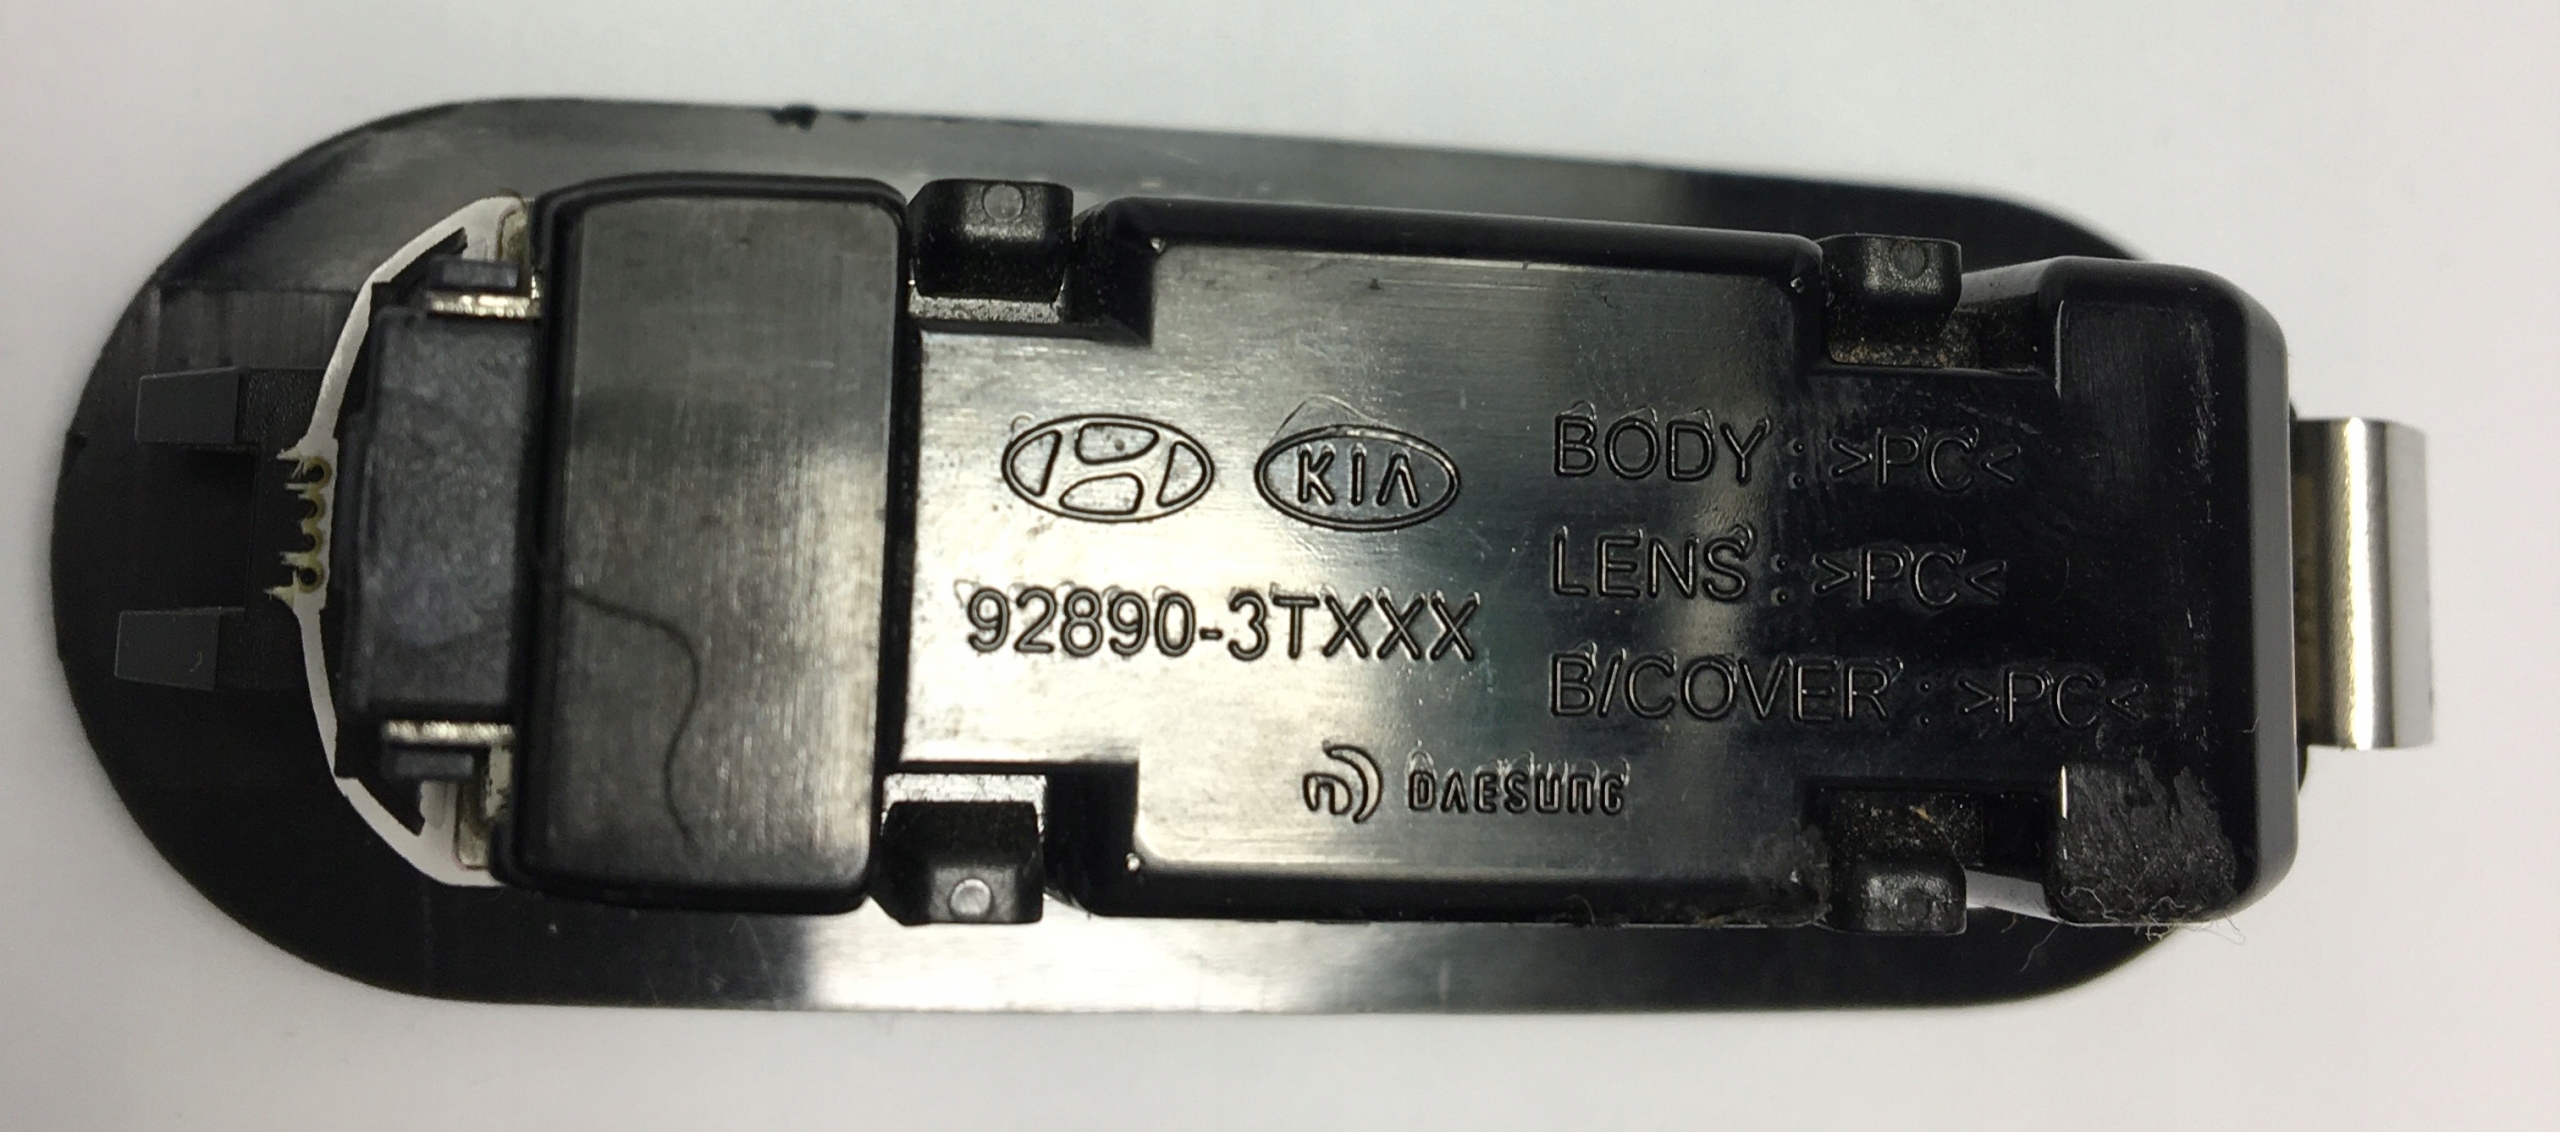 KIA
92890-3TXXX
BODY : >PC<
LENS : >PC<
B/COVER : >PC<
DAESUNG